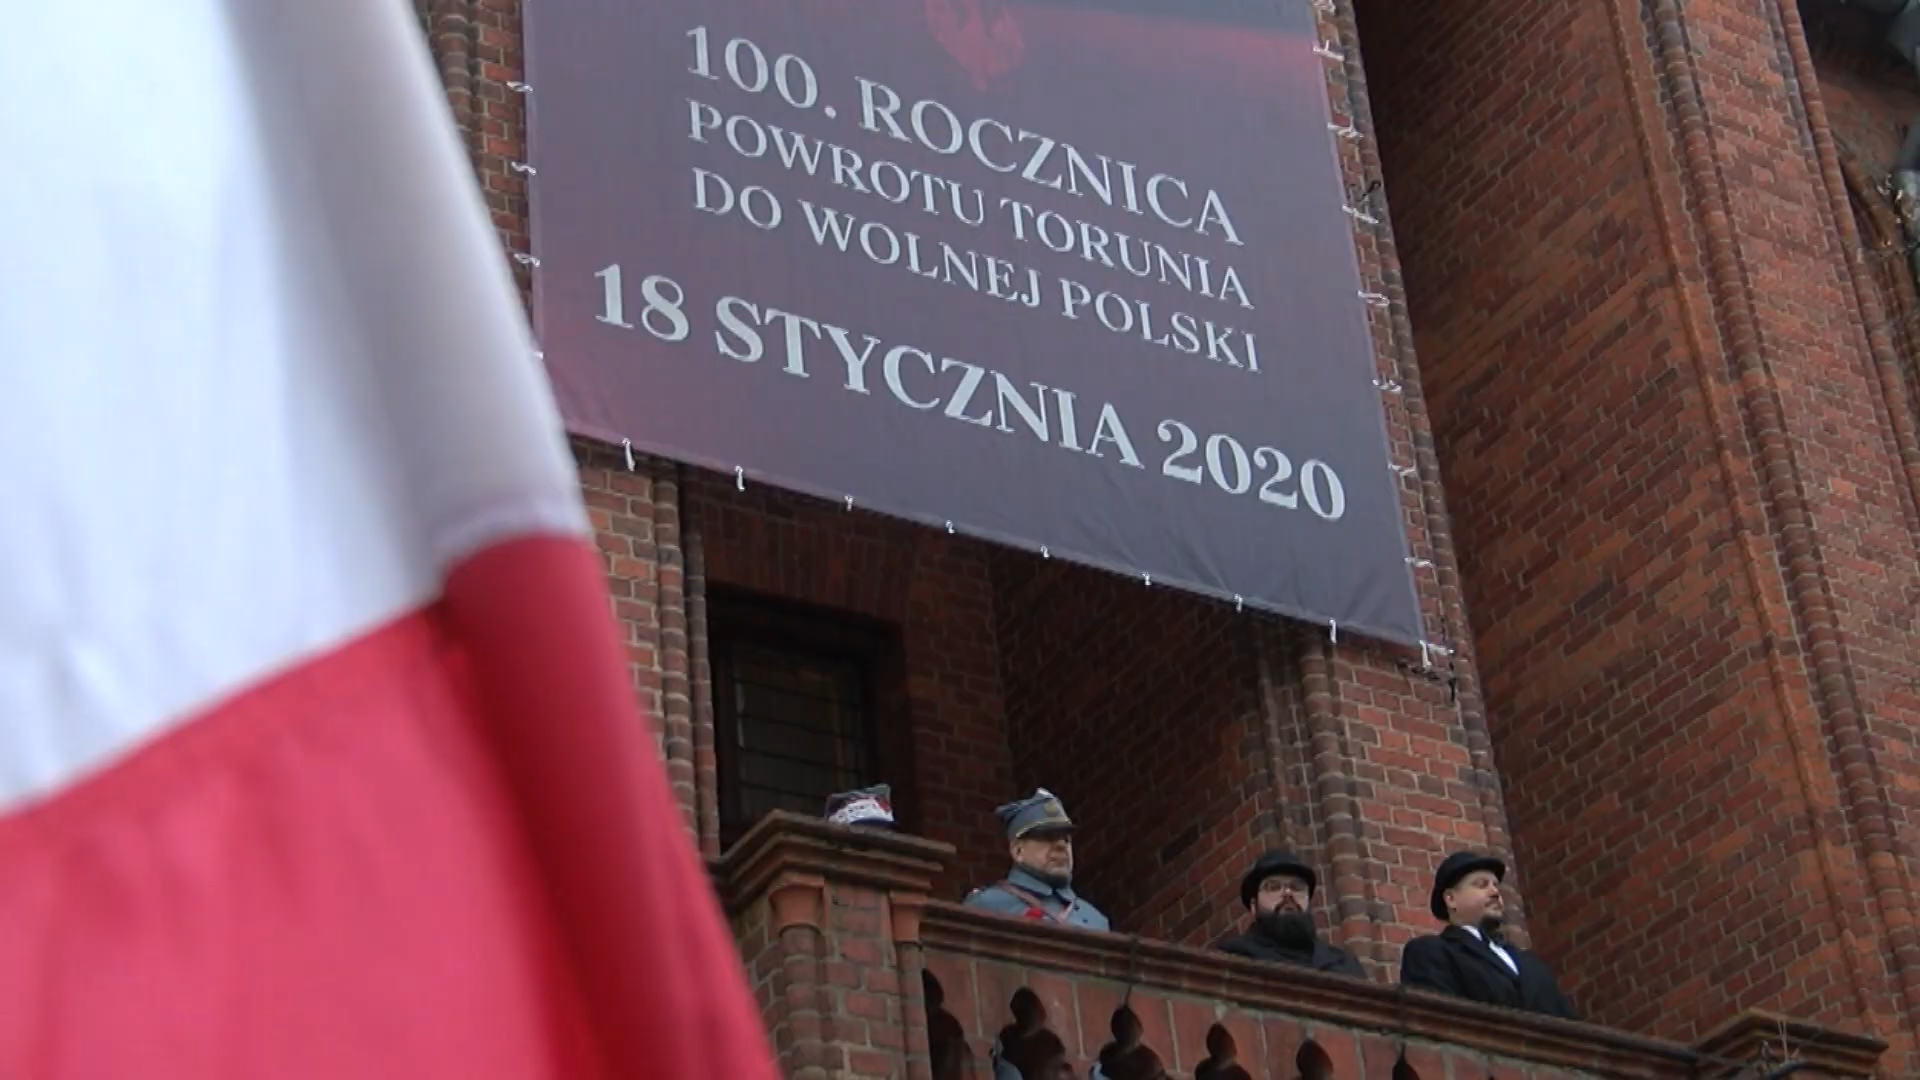 100. ROCZNICA
POWROTU TORUNIA
DO WOLNEJ POLSKI
18 STYCZNIA 2020